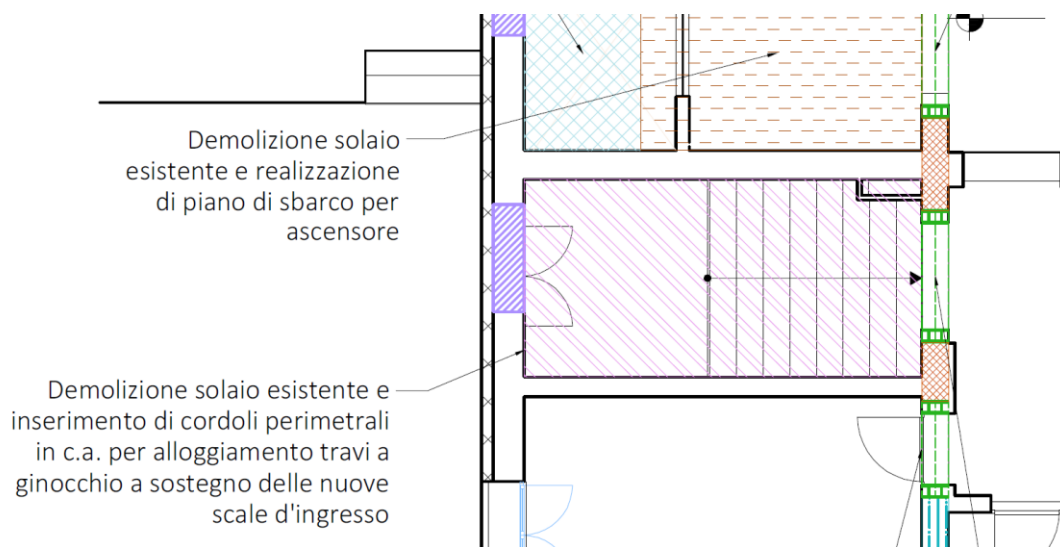 Demolizione solaio
esistente e realizzazione
di piano di sbarco per
ascensore
Demolizione solaio esistente e
inserimento di cordoli perimetrali
in c.a. per alloggiamento travi a
ginocchio a sostegno delle nuove
scale d'ingresso